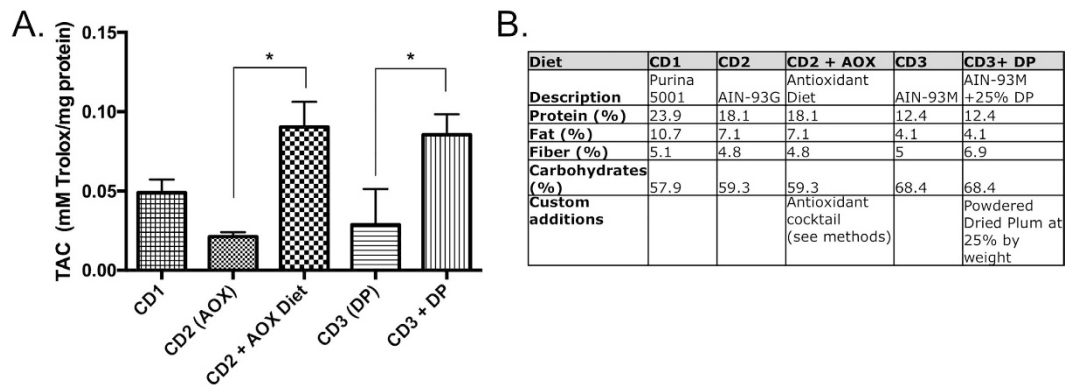 A.
TAC (mM Trolox/mg protein)
0.15
0.10
0.05
0.00
*
*
CD1
CD2 (AOX)
CD2 + AOX Diet
CD3 (DP)
CD3 + DP
B.
Diet CD1 CD2 CD2 + AOX CD3 CD3+ DP
Description Purina 5001 AIN-93G Antioxidant Diet AIN-93M AIN-93M +25% DP
Protein (%) 23.9 18.1 18.1 12.4 12.4
Fat (%) 10.7 7.1 7.1 4.1 4.1
Fiber (%) 5.1 4.8 4.8 5 6.9
Carbohydrates (%) 57.9 59.3 59.3 68.4 68.4
Custom additions Antioxidant cocktail (see methods) Powdered Dried Plum at 25% by weight